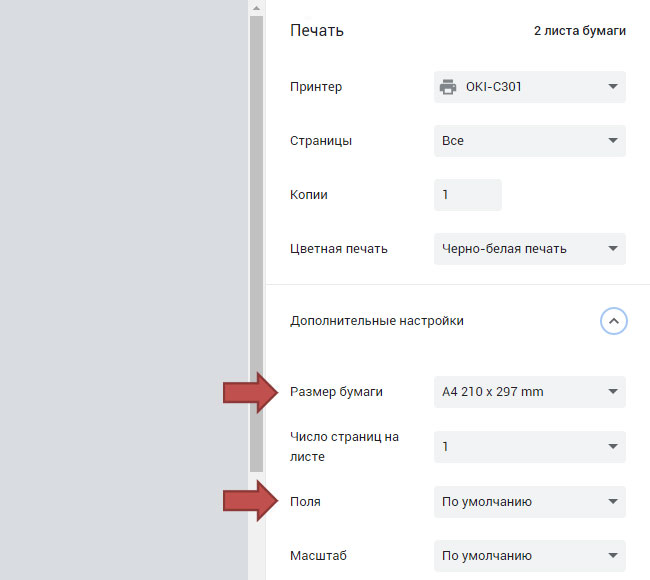 Печать 2 листа бумаги
Принтер OKI-C301
Страницы Все
Копии 1
Цветная печать Черно-белая печать
Дополнительные настройки
Размер бумаги A4 210 x 297 mm
Число страниц на
листе 1
Поля По умолчанию
Масштаб По умолчанию